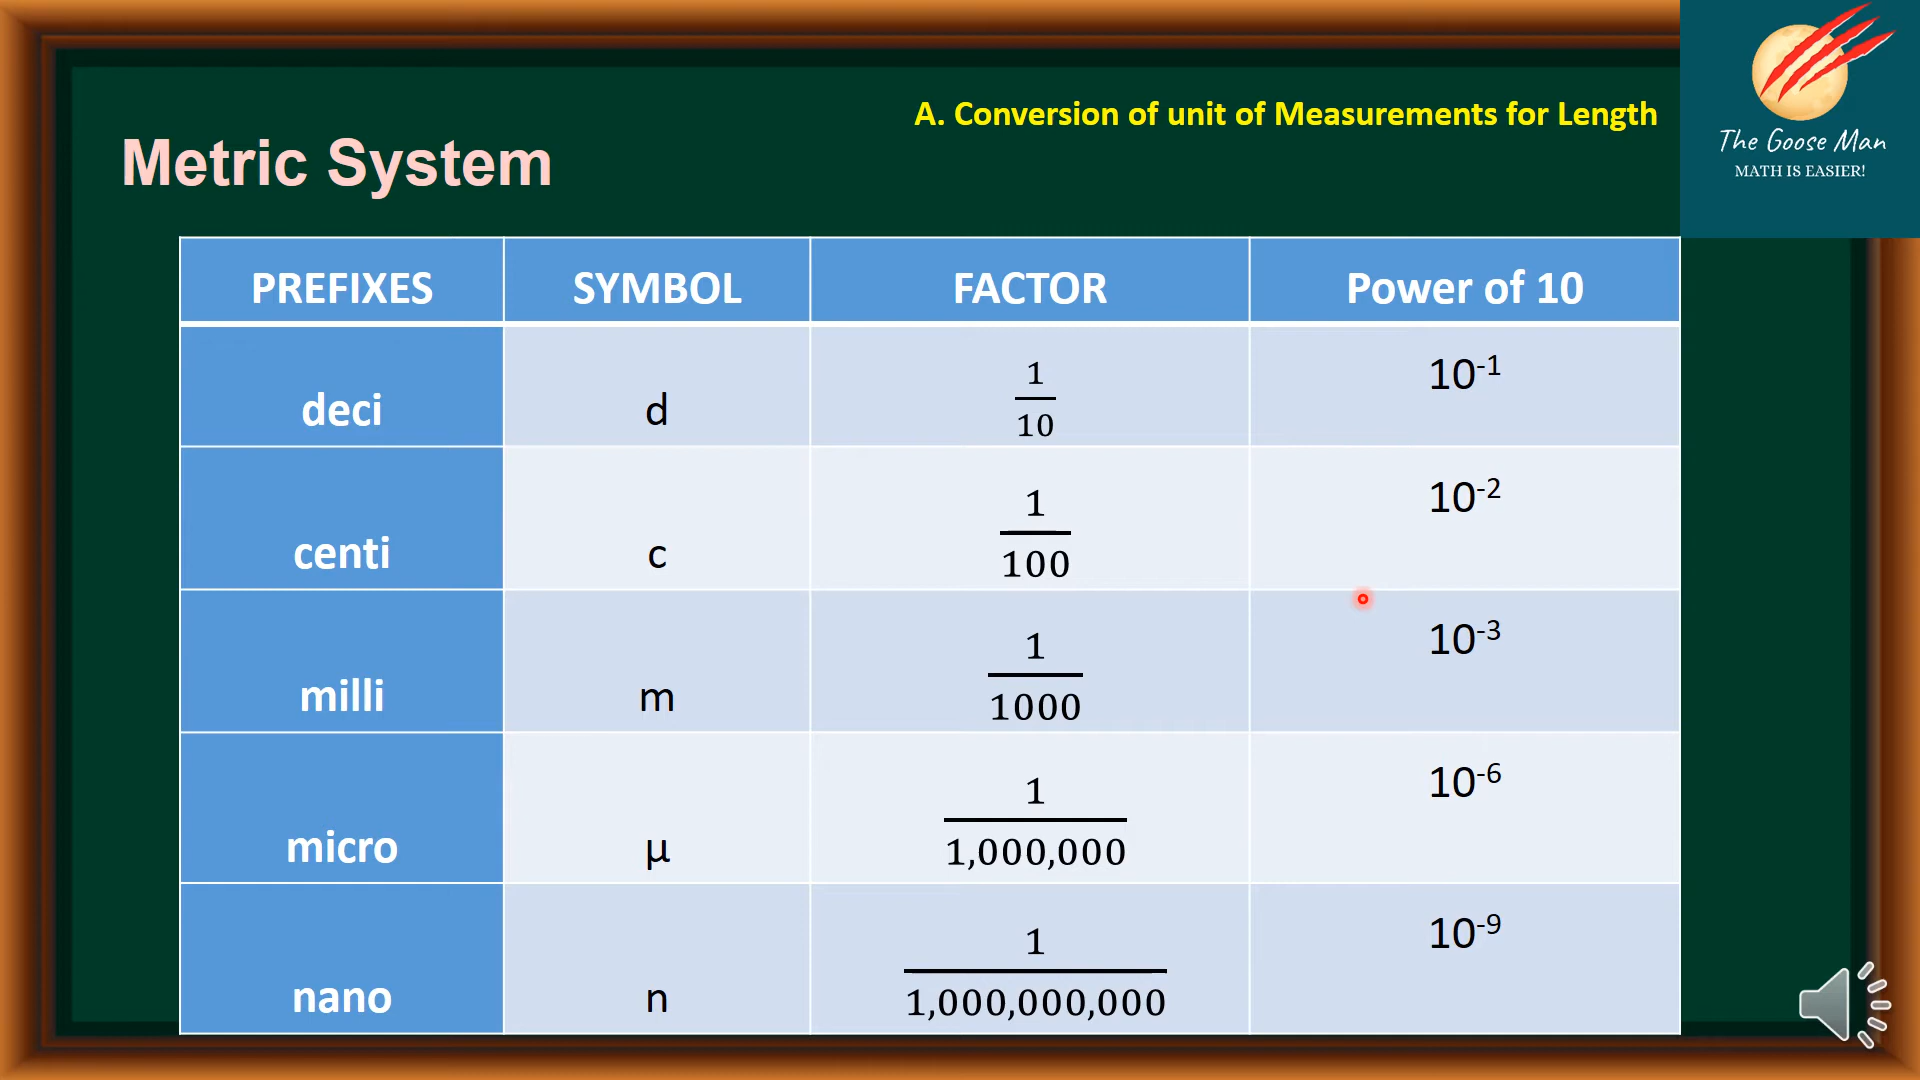 A. Conversion of unit of Measurements for Length
The Goose Man
MATH IS EASIER!
Metric System
PREFIXES SYMBOL FACTOR Power of 10
deci d 1/10 10⁻¹
centi c 1/100 10⁻²
milli m 1/1000 10⁻³
micro µ 1/1,000,000 10⁻⁶
nano n 1/1,000,000,000 10⁻⁹